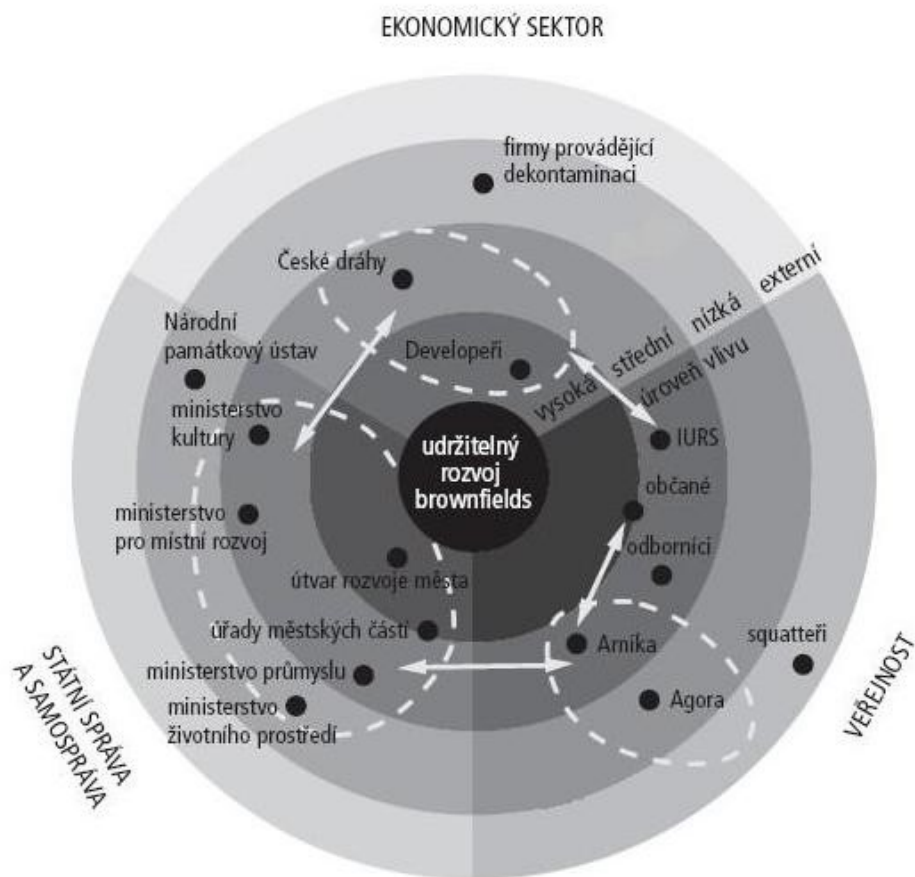 EKONOMICKÝ SEKTOR
firmy provádějící
dekontaminaci
České dráhy
externí
nízká
střední
vysoká
úroveň vlivu
Národní
památkový ústav
Developeři
ministerstvo
kultury
IURS
udržitelný
rozvoj
brownfields
občané
ministerstvo
pro místní rozvoj
odborníci
útvar rozvoje města
úřady městských částí
Arnika
squatteři
ministerstvo průmyslu
Agora
ministerstvo
životního prostředí
STÁTNÍ SPRÁVA
A SAMOSPRÁVA
VEŘEJNOST